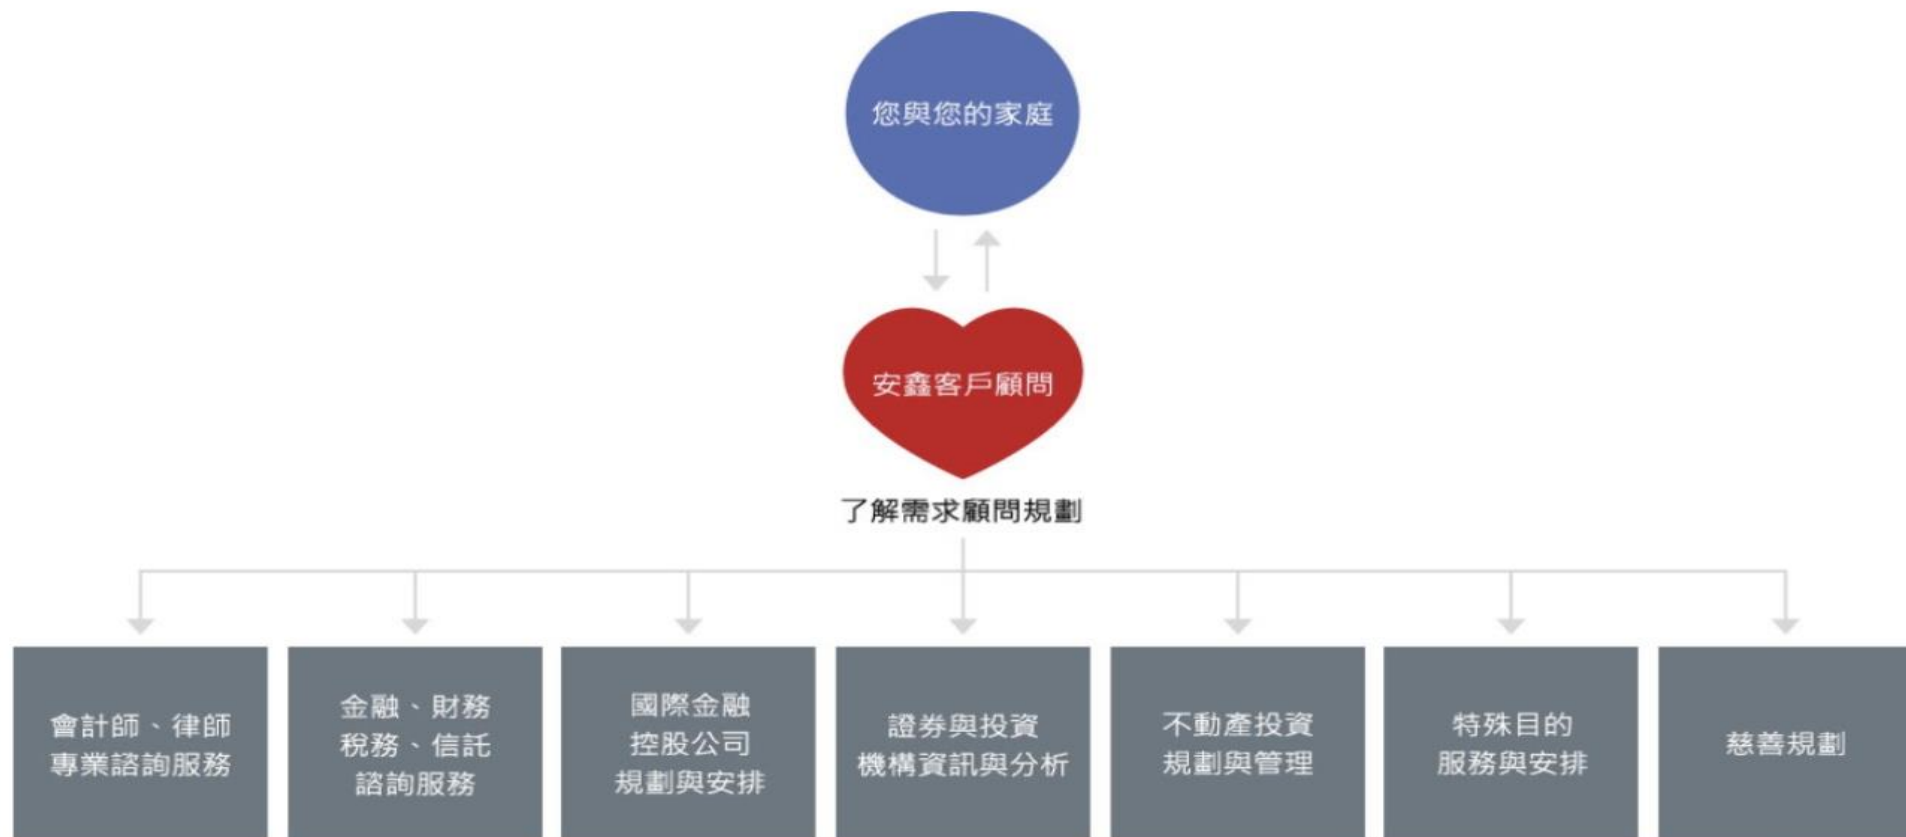 您與您的家庭
安鑫客戶顧問
了解需求顧問規劃
會計師、律師
專業諮詢服務
金融、財務
稅務、信託
諮詢服務
國際金融
控股公司
規劃與安排
證券與投資
機構資訊與分析
不動產投資
規劃與管理
特殊目的
服務與安排
慈善規劃